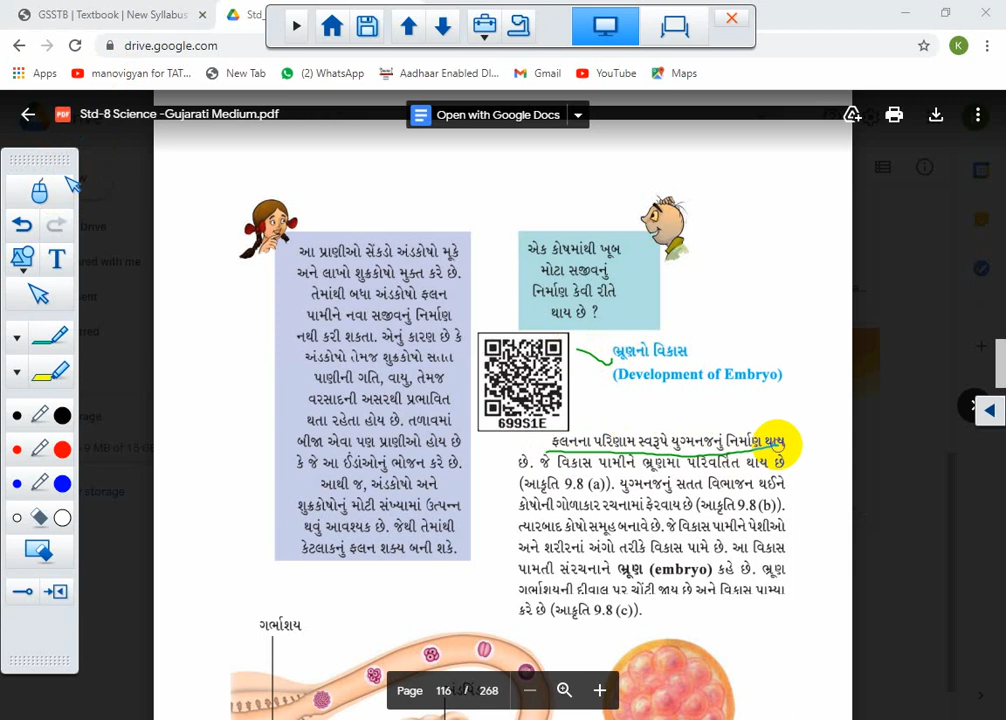 GSSTB | Textbook | New Syllabus
Std_
drive.google.com
K
Apps
manovigyan for TAT...
New Tab
(2) WhatsApp
Aadhaar Enabled DI...
Gmail
YouTube
Maps
PDF
Std-8 Science -Gujarati Medium.pdf
Open with Google Docs
T
આ પ્રાણીઓ સેંકડો અંડકોષો મૂકે
અને લાખો શુક્રકોષો મુક્ત કરે છે.
તેમાંથી બધા અંડકોષો ફલન
પામીને નવા સજીવનું નિર્માણ
નથી કરી શકતા. એનું કારણ છે કે
અંડકોષો તેમજ શુક્રકોષો સતત
પાણીની ગતિ, વાયુ, તેમજ
વરસાદની અસરથી પ્રભાવિત
થતા રહેતા હોય છે. તળાવમાં
બીજા એવા પણ પ્રાણીઓ હોય છે
કે જે આ ઈંડાંઓનું ભોજન કરે છે.
આથી જ, અંડકોષો અને
શુક્રકોષોનું મોટી સંખ્યામાં ઉત્પન્ન
થવું આવશ્યક છે. જેથી તેમાંથી
કેટલાકનું ફલન શક્ય બની શકે.
એક કોષમાંથી ખૂબ
મોટા સજીવનું
નિર્માણ કેવી રીતે
થાય છે ?
699S1E
ભ્રૂણનો વિકાસ
(Development of Embryo)
ફલનના પરિણામ સ્વરૂપે યુગ્મનજનું નિર્માણ થાય
છે. જે વિકાસ પામીને ભ્રૂણમાં પરિવર્તિત થાય છે
(આકૃતિ 9.8 (a)). યુગ્મનજનું સતત વિભાજન થઈને
કોષોની ગોળાકાર રચનામાં ફેરવાય છે (આકૃતિ 9.8 (b)).
ત્યારબાદ કોષો સમૂહ બનાવે છે. જે વિકાસ પામીને પેશીઓ
અને શરીરનાં અંગો તરીકે વિકાસ પામે છે. આ વિકાસ
પામતી સંરચનાને ભ્રૂણ (embryo) કહે છે. ભ્રૂણ
ગર્ભાશયની દીવાલ પર ચોંટી જાય છે અને વિકાસ પામ્યા
કરે છે (આકૃતિ 9.8 (c)).
ગર્ભાશય
Page 116 / 268